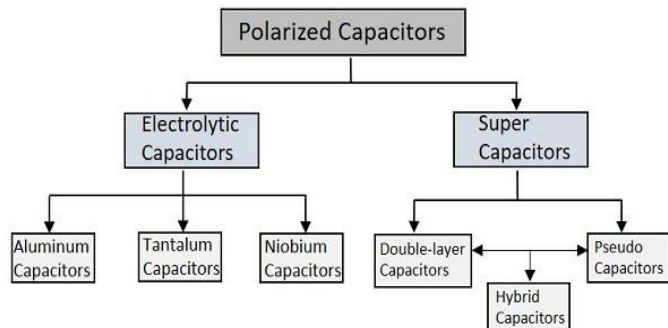 Polarized Capacitors
Electrolytic
Capacitors
Super
Capacitors
Aluminum
Capacitors
Tantalum
Capacitors
Niobium
Capacitors
Double-layer
Capacitors
Pseudo
Capacitors
Hybrid
Capacitors